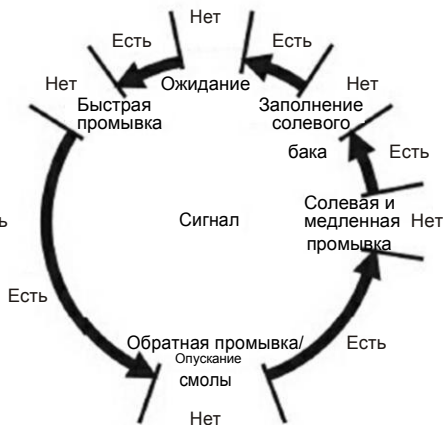 Нет
Есть
Есть
Нет
Ожидание
Нет
Быстрая
промывка
Заполнение
солевого
бака
Есть
Солевая и
медленная
промывка
Нет
Сигнал
Есть
Обратная промывка/
Опускание
смолы
Есть
Нет